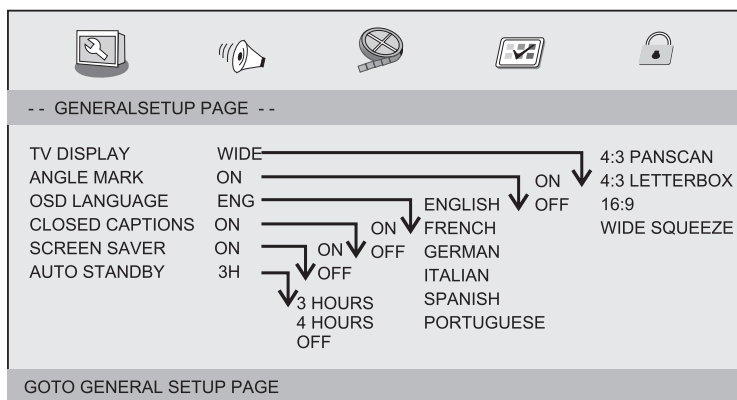 -- GENERALSETUP PAGE --
TV DISPLAY WIDE
ANGLE MARK ON
OSD LANGUAGE ENG
CLOSED CAPTIONS ON
SCREEN SAVER ON
AUTO STANDBY 3H
3 HOURS
4 HOURS
OFF
ON
OFF
ON
OFF
ENGLISH
FRENCH
GERMAN
ITALIAN
SPANISH
PORTUGUESE
ON
OFF
4:3 PANSCAN
4:3 LETTERBOX
16:9
WIDE SQUEEZE
GOTO GENERAL SETUP PAGE